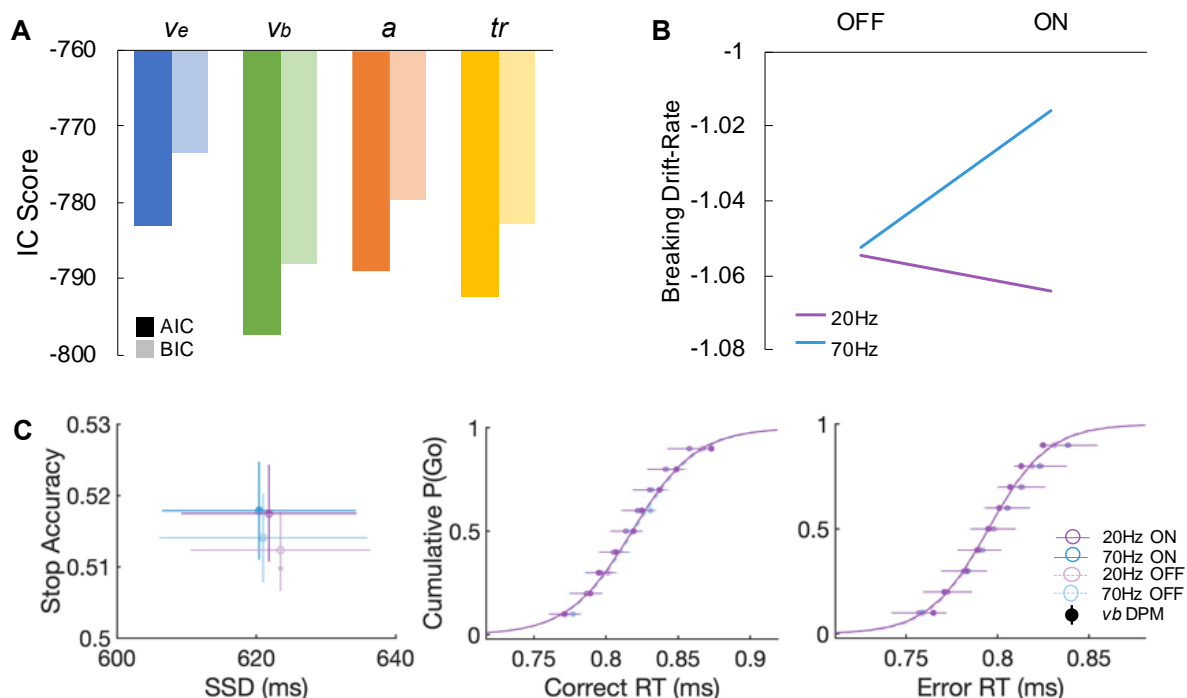 A
ve vb a tr
-760
-770
-780
-790
-800
IC Score
AIC
BIC
B
OFF ON
-1
-1.02
-1.04
-1.06
-1.08
Breaking Drift-Rate
20Hz
70Hz
C
0.53
0.52
0.51
0.5
Stop Accuracy
600 620 640
SSD (ms)
1
0.5
0
Cumulative P(Go)
0.75 0.8 0.85 0.9
Correct RT (ms)
1
0.5
0
0.75 0.8 0.85
Error RT (ms)
20Hz ON
70Hz ON
20Hz OFF
70Hz OFF
vb DPM